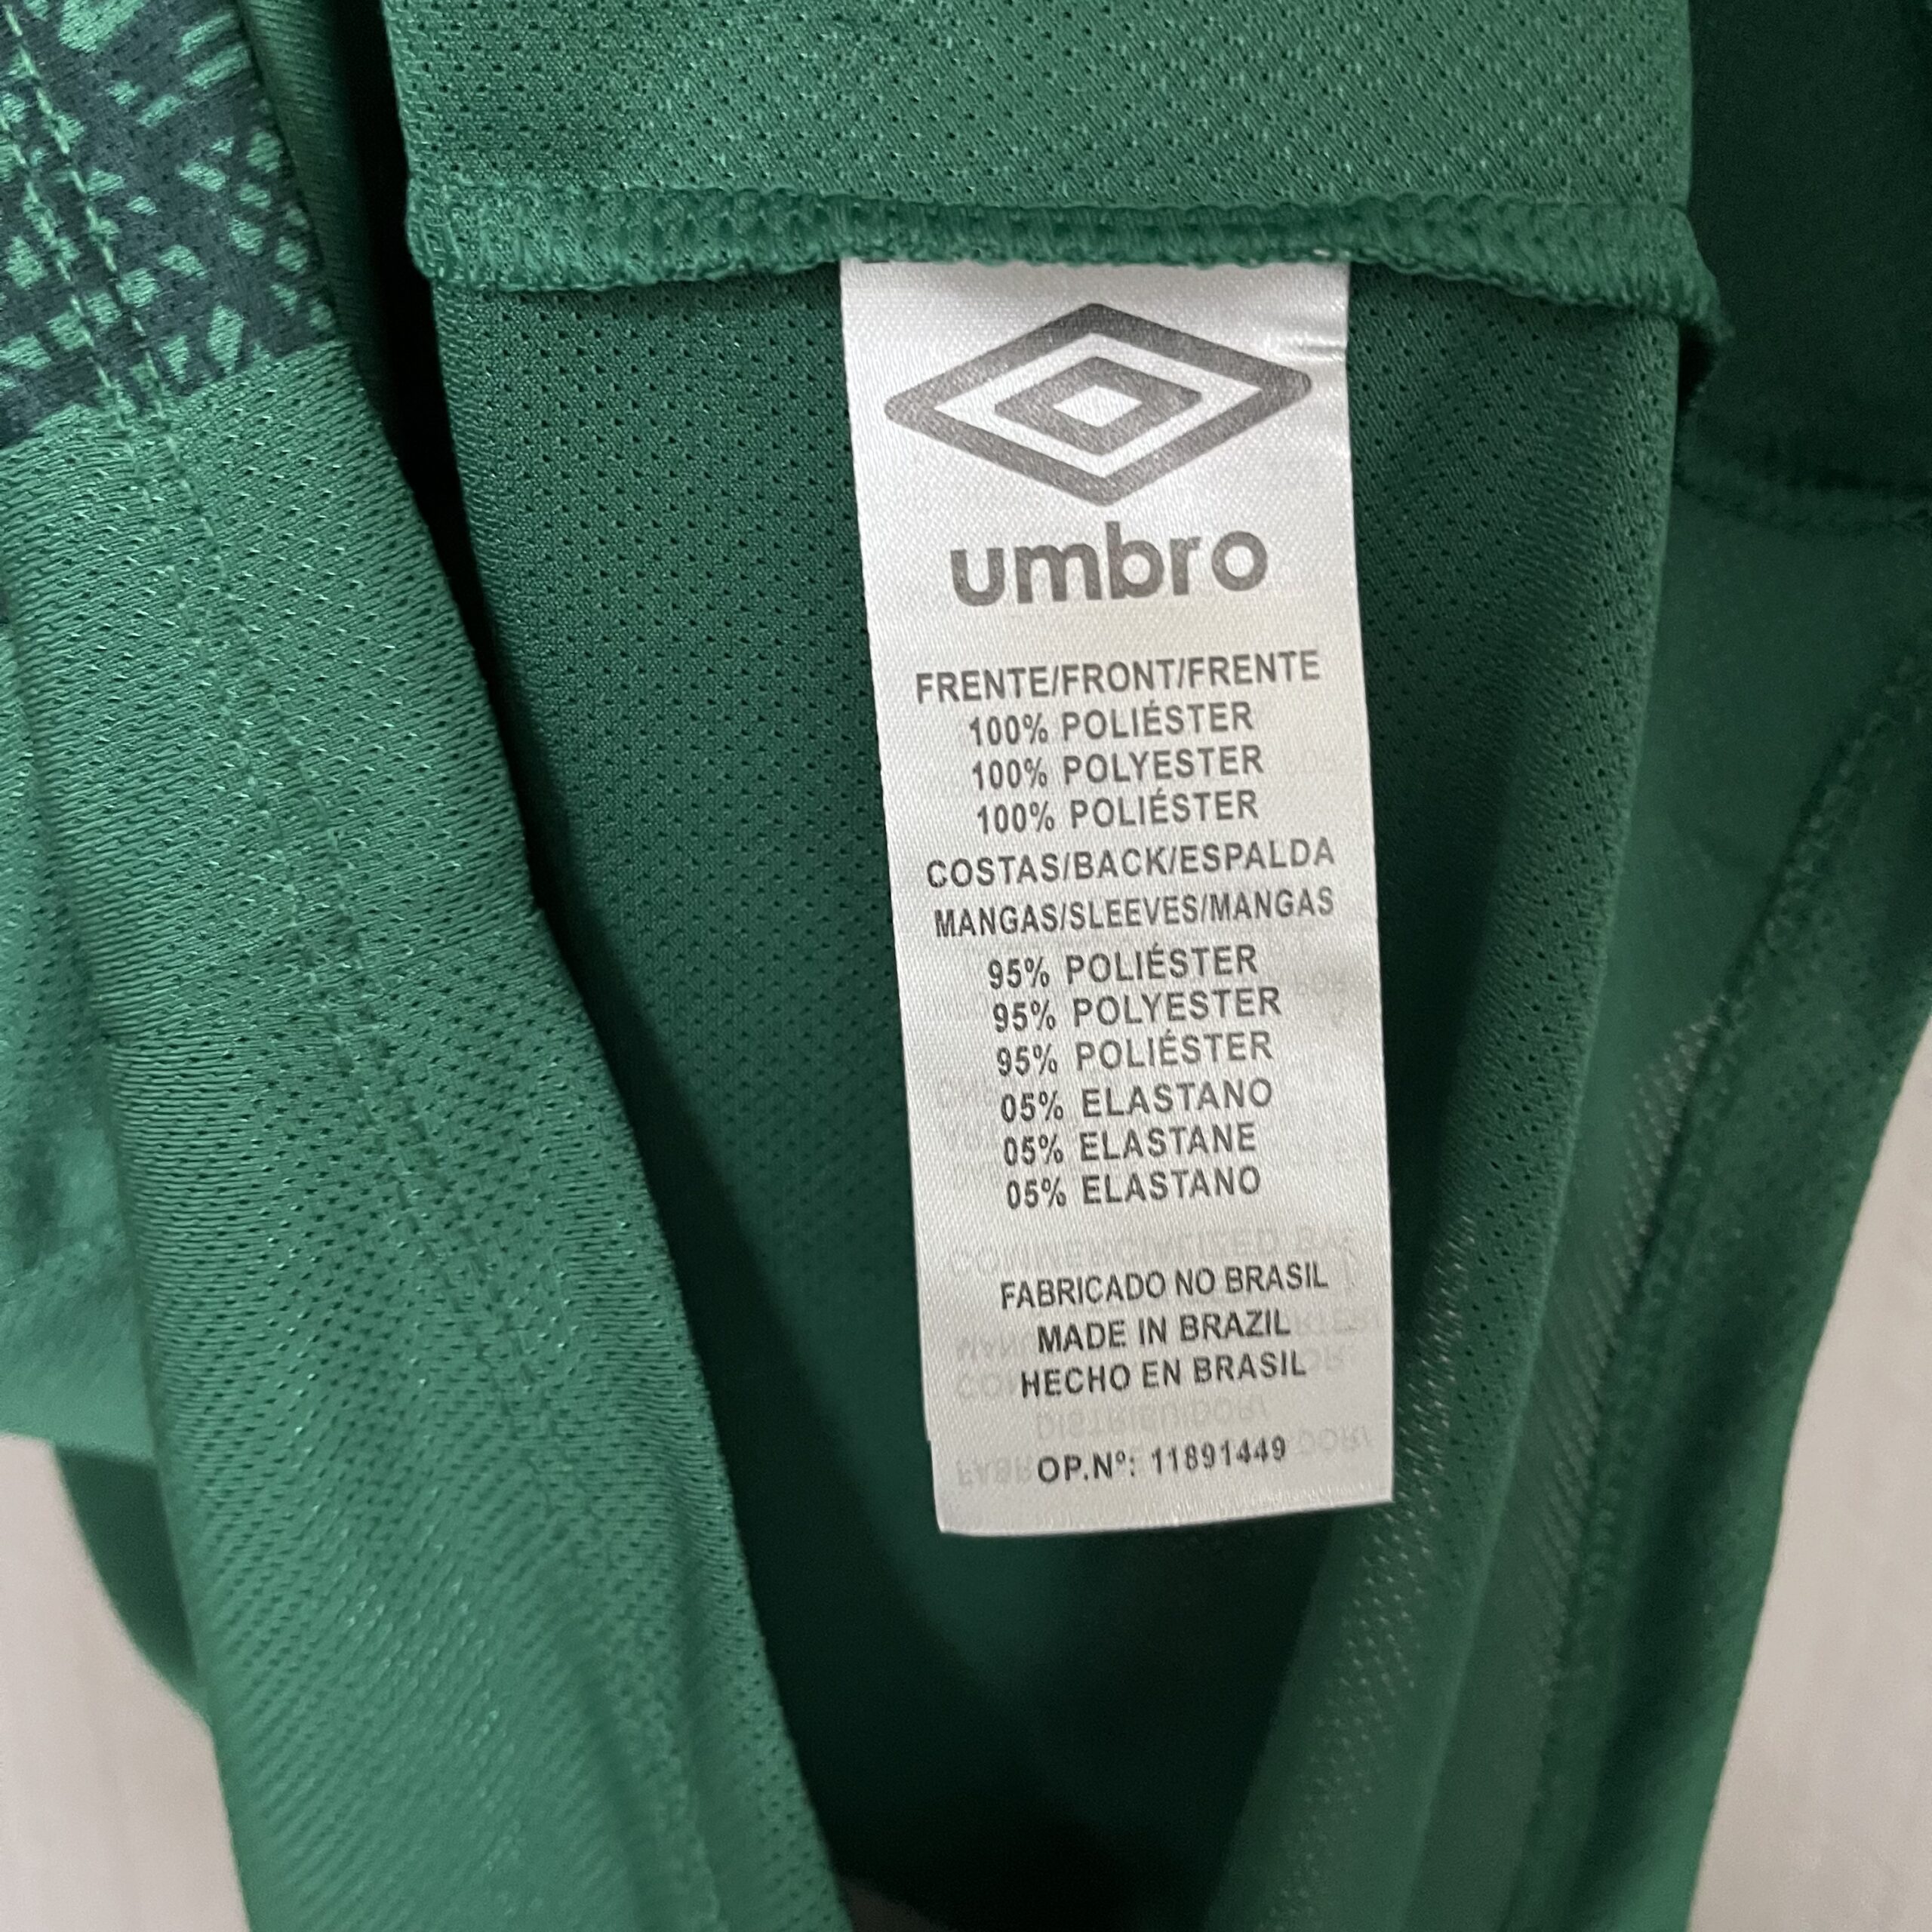 umbro
FRENTE/FRONT/FRENTE
100% POLIÉSTER
100% POLYESTER
100% POLIÉSTER
COSTAS/BACK/ESPALDA
MANGAS/SLEEVES/MANGAS
95% POLIÉSTER
95% POLYESTER
95% POLIÉSTER
05% ELASTANO
05% ELASTANE
05% ELASTANO
FABRICADO NO BRASIL
MADE IN BRAZIL
HECHO EN BRASIL
OP.Nº: 11891449